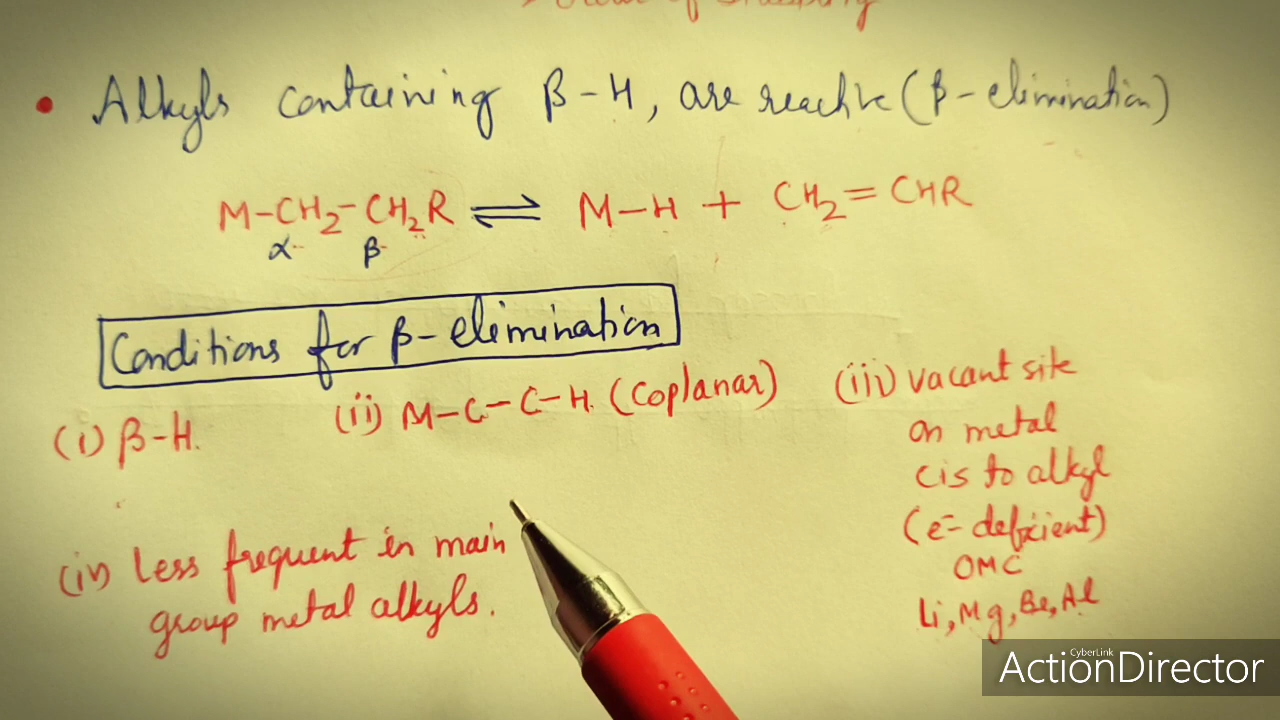 Order of
• Alkyls containing β-H, are reactive (β-elimination)
M-CH₂-CH₂R ⇌ M-H + CH₂=CHR
α β
Conditions for β-elimination
(i) β-H.
(ii) M-C-C-H. (Coplanar)
(iii) vacant site
on metal
cis to alkyl
(e⁻ deficient)
OMC
Li, Mg, Be, Al
(iv) less frequent in main
group metal alkyls.
CyberLink
ActionDirector